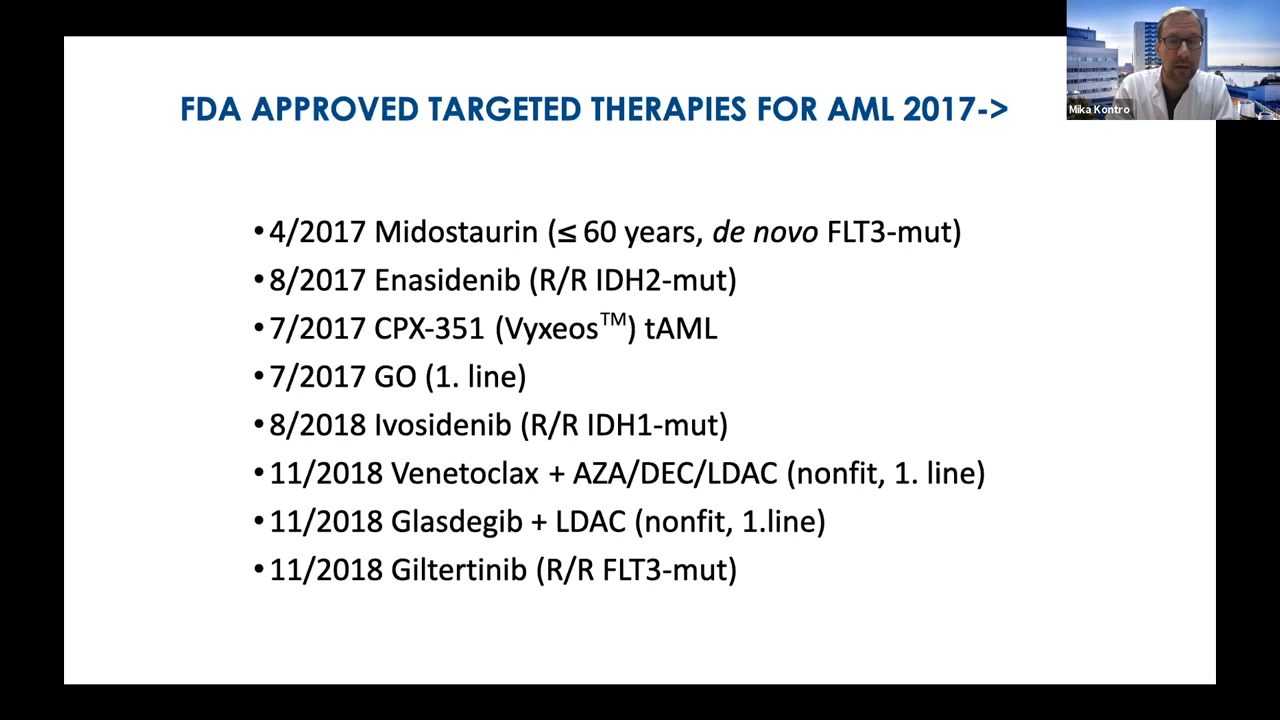 FDA APPROVED TARGETED THERAPIES FOR AML 2017->
Mika Kontro
•4/2017 Midostaurin (≤ 60 years, de novo FLT3-mut)
•8/2017 Enasidenib (R/R IDH2-mut)
•7/2017 CPX-351 (Vyxeos™) tAML
•7/2017 GO (1. line)
•8/2018 Ivosidenib (R/R IDH1-mut)
•11/2018 Venetoclax + AZA/DEC/LDAC (nonfit, 1. line)
•11/2018 Glasdegib + LDAC (nonfit, 1.line)
•11/2018 Giltertinib (R/R FLT3-mut)